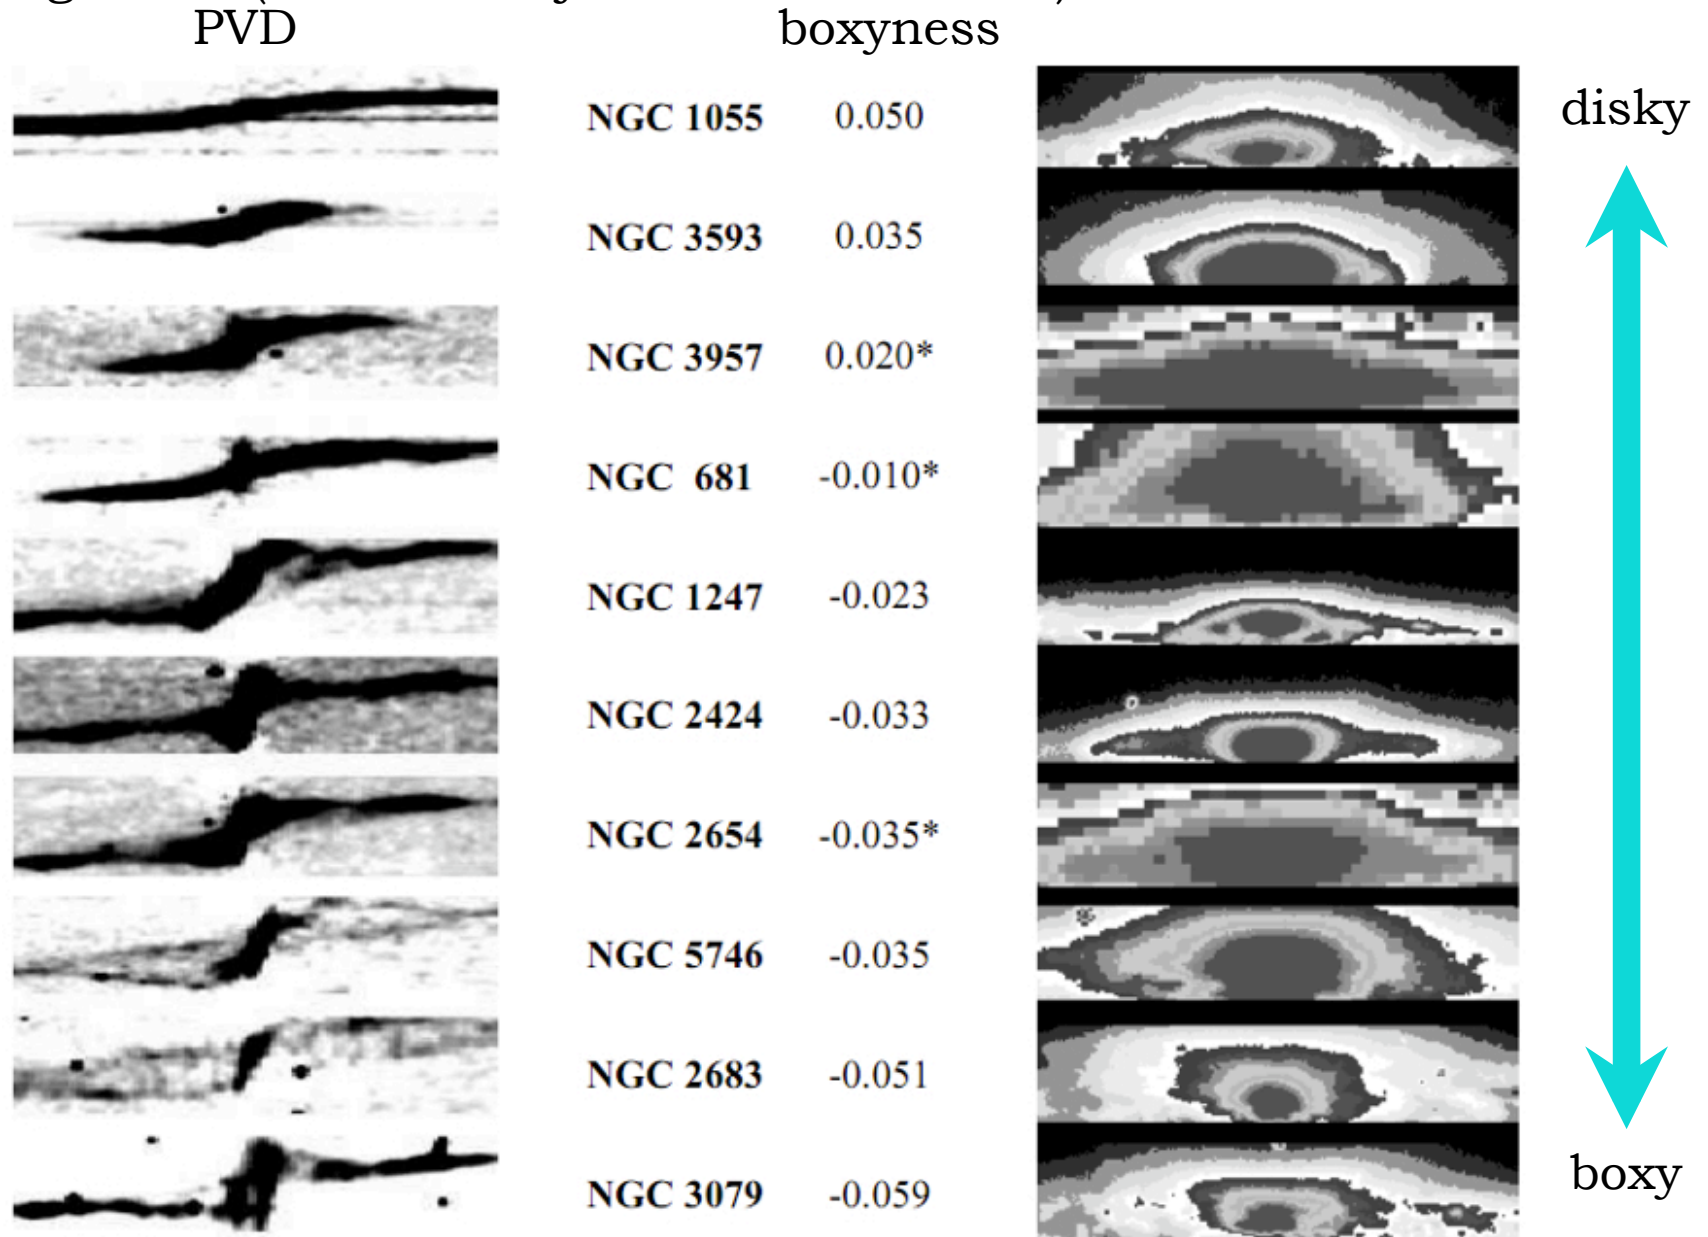 PVD boxyness
NGC 1055 0.050 disky
NGC 3593 0.035
NGC 3957 0.020*
NGC 681 -0.010*
NGC 1247 -0.023
NGC 2424 -0.033
NGC 2654 -0.035*
NGC 5746 -0.035
NGC 2683 -0.051
NGC 3079 -0.059 boxy